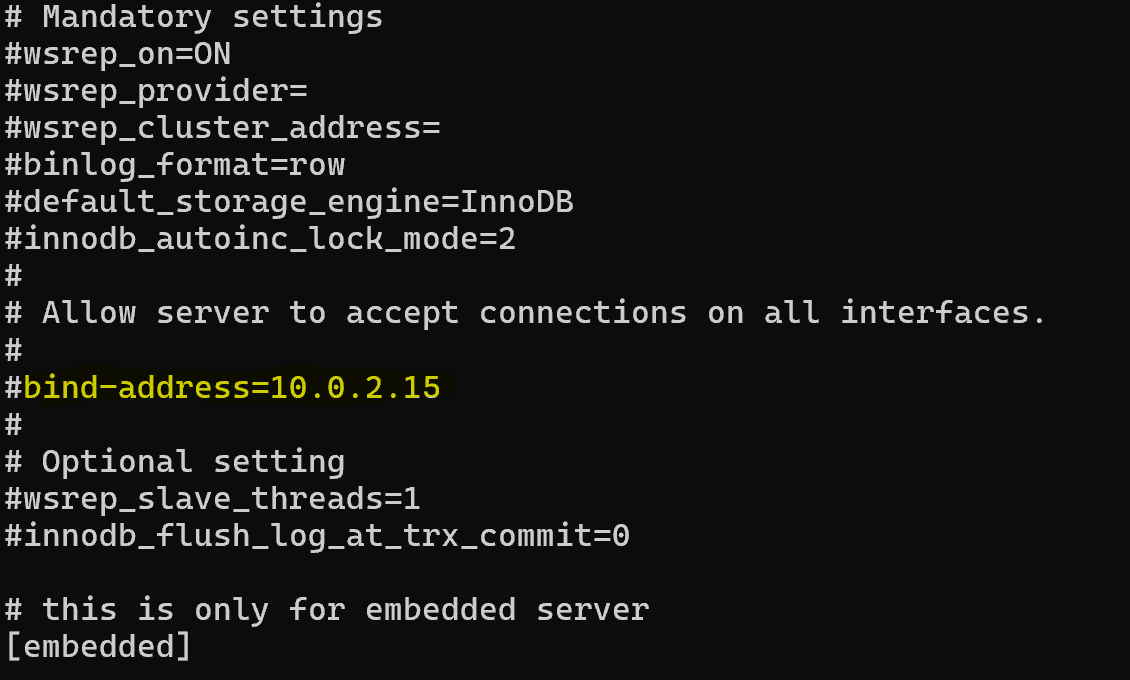 # Mandatory settings
#wsrep_on=ON
#wsrep_provider=
#wsrep_cluster_address=
#binlog_format=row
#default_storage_engine=InnoDB
#innodb_autoinc_lock_mode=2
#
# Allow server to accept connections on all interfaces.
#
#bind-address=10.0.2.15
#
# Optional setting
#wsrep_slave_threads=1
#innodb_flush_log_at_trx_commit=0

# this is only for embedded server
[embedded]